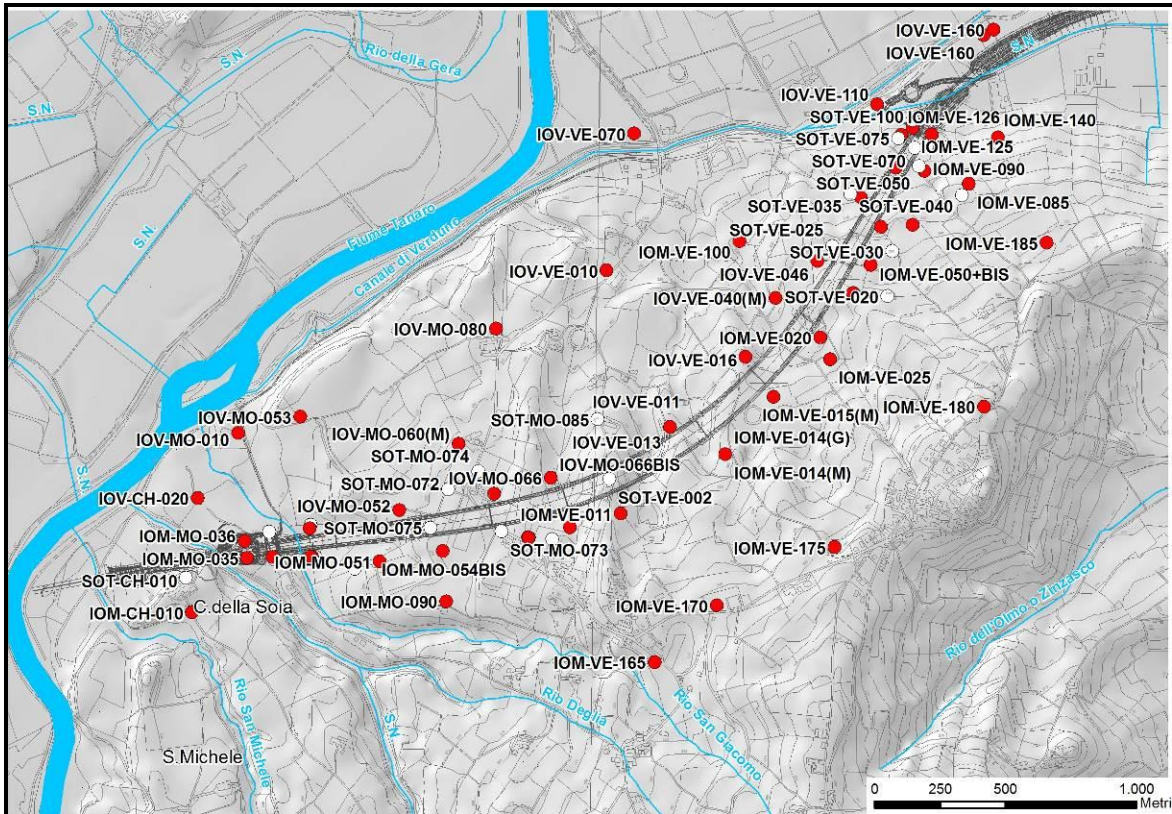 IOV-VE-160
IOV-VE-160
S.N.
Rio della Gera
S.N.
S.N.
IOV-VE-110
SOT-VE-100
IOM-VE-126
IOM-VE-140
IOV-VE-070
SOT-VE-075
IOM-VE-125
SOT-VE-070
IOM-VE-090
SOT-VE-050
SOT-VE-035
SOT-VE-040
IOM-VE-085
S.N.
Fiume Tanaro
Canale di Verduno
SOT-VE-025
IOM-VE-100
SOT-VE-030
IOM-VE-185
IOV-VE-010
IOV-VE-046
IOM-VE-050+BIS
IOV-VE-040(M)
SOT-VE-020
IOV-MO-080
IOM-VE-020
IOV-VE-016
IOM-VE-025
IOV-MO-053
SOT-MO-085
IOV-VE-011
IOM-VE-015(M)
IOM-VE-180
IOV-MO-010
IOV-MO-060(M)
IOV-VE-013
SOT-MO-074
IOM-VE-014(G)
IOV-MO-066
IOV-MO-066BIS
IOM-VE-014(M)
S.N.
SOT-MO-072
IOV-CH-020
IOV-MO-052
SOT-VE-002
SOT-MO-075
IOM-VE-011
IOM-MO-036
SOT-MO-073
IOM-VE-175
IOM-MO-035
IOM-MO-051
IOM-MO-054BIS
SOT-CH-010
IOM-MO-090
IOM-VE-170
IOM-CH-010
C.della Soia
Rio dell'Olmo o Zinzasco
IOM-VE-165
Rio San Michele
S.N.
Rio Deglia
Rio San Giacomo
S.Michele
0 250 500 1.000
Metri